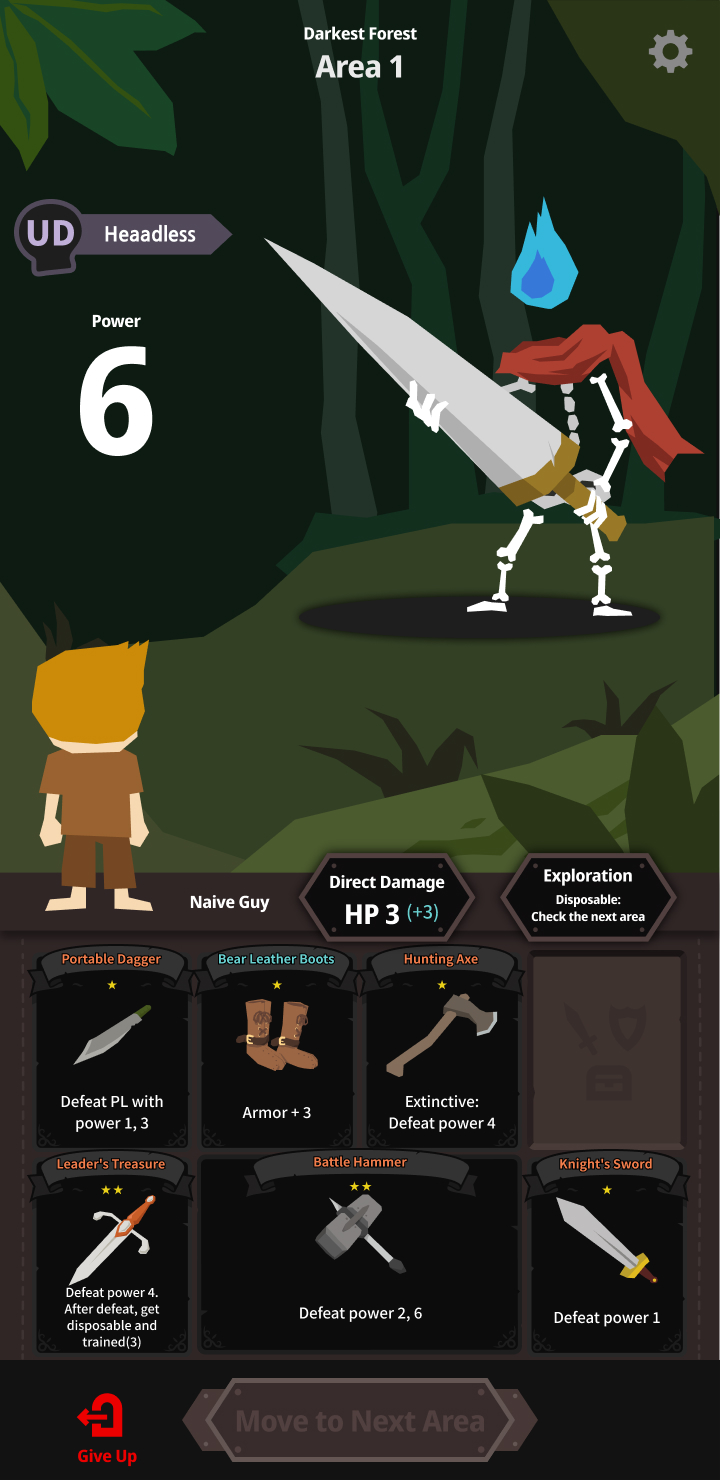 Darkest Forest
Area 1
UD
Heaadless
Power
6
Naive Guy
Direct Damage
HP 3 (+3)
Exploration
Disposable:
Check the next area
Portable Dagger
Defeat PL with
power 1, 3
Bear Leather Boots
Armor + 3
Hunting Axe
Extinctive:
Defeat power 4
Leader's Treasure
Defeat power 4.
After defeat, get
disposable and
trained(3)
Battle Hammer
Defeat power 2, 6
Knight's Sword
Defeat power 1
Give Up
Move to Next Area